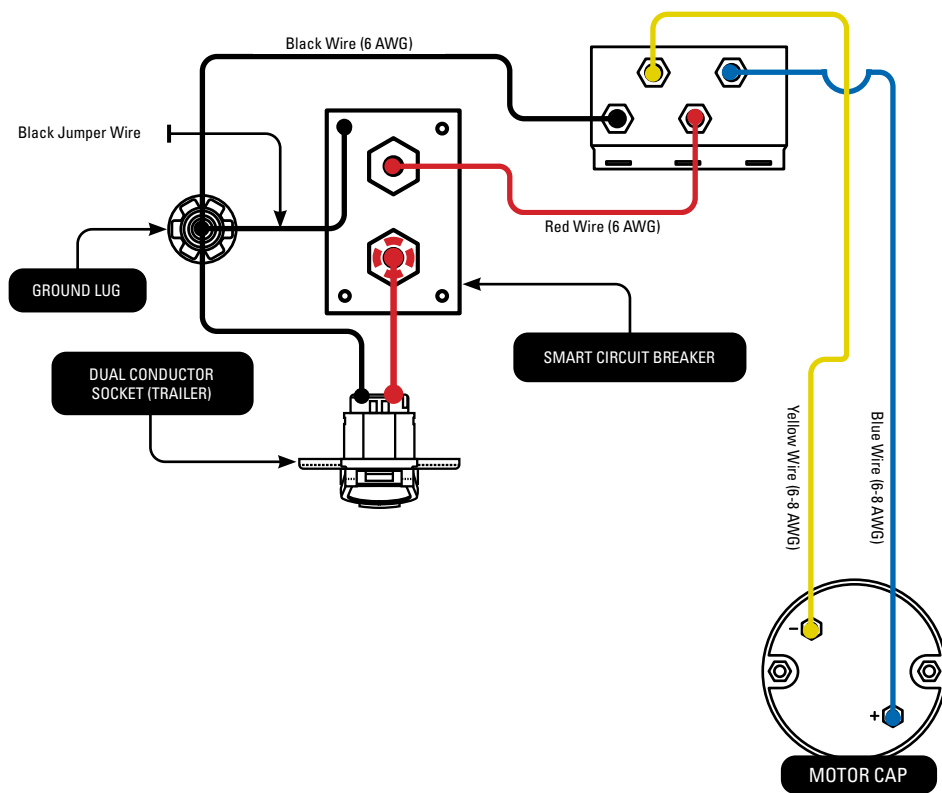 Black Wire (6 AWG)
Black Jumper Wire
Red Wire (6 AWG)
GROUND LUG
SMART CIRCUIT BREAKER
DUAL CONDUCTOR
SOCKET (TRAILER)
Yellow Wire (6-8 AWG)
Blue Wire (6-8 AWG)
–
+
MOTOR CAP